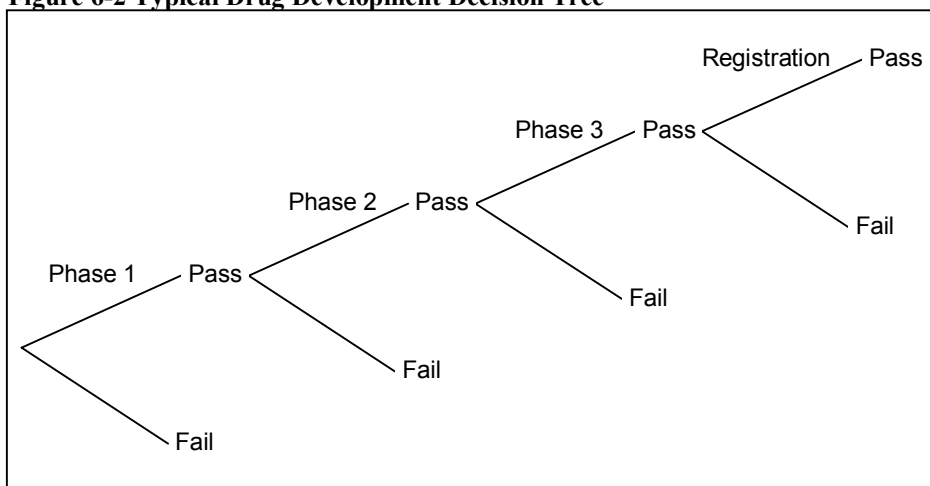 Figure 6-2 Typical Drug Development Decision Tree
Registration Pass
Phase 3 Pass
Phase 2 Pass
Fail
Phase 1 Pass
Fail
Fail
Fail